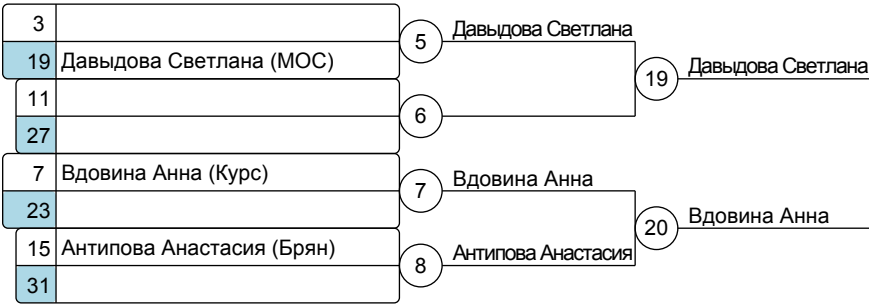 3
19 Давыдова Светлана (МОС)
5
Давыдова Светлана
11
27
6
19
Давыдова Светлана
7 Вдовина Анна (Курс)
23
7
Вдовина Анна
15 Антипова Анастасия (Брян)
31
8
Антипова Анастасия
20
Вдовина Анна